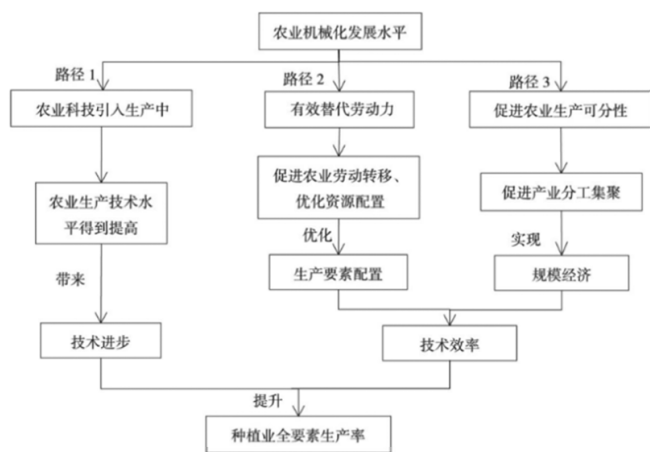 农业机械化发展水平
路径 1
路径 2
路径 3
农业科技引入生产中
有效替代劳动力
促进农业生产可分性
农业生产技术水
平得到提高
促进农业劳动转移、
优化资源配置
促进产业分工集聚
优化
实现
带来
生产要素配置
规模经济
技术进步
技术效率
提升
种植业全要素生产率